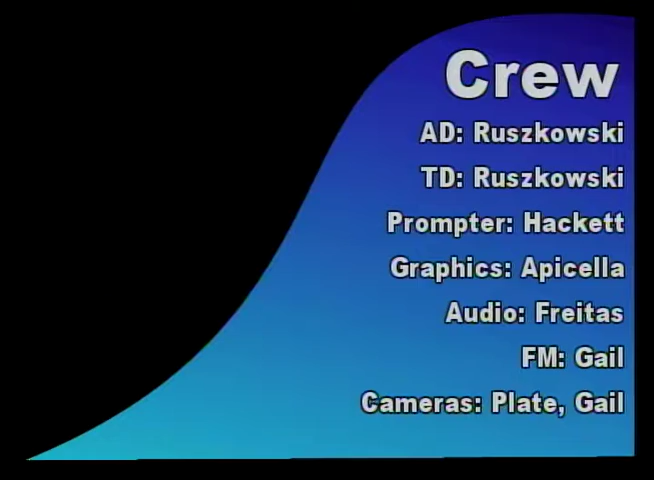 Crew
AD: Ruszkowski
TD: Ruszkowski
Prompter: Hackett
Graphics: Apicella
Audio: Freitas
FM: Gail
Cameras: Plate, Gail